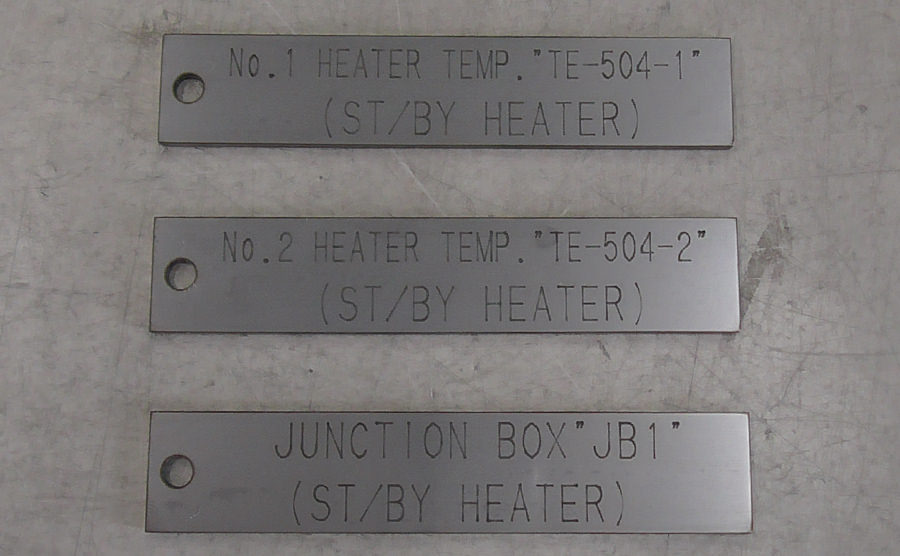 No.1 HEATER TEMP."TE-504-1"
(ST/BY HEATER)
No.2 HEATER TEMP."TE-504-2"
(ST/BY HEATER)
JUNCTION BOX"JB1"
(ST/BY HEATER)